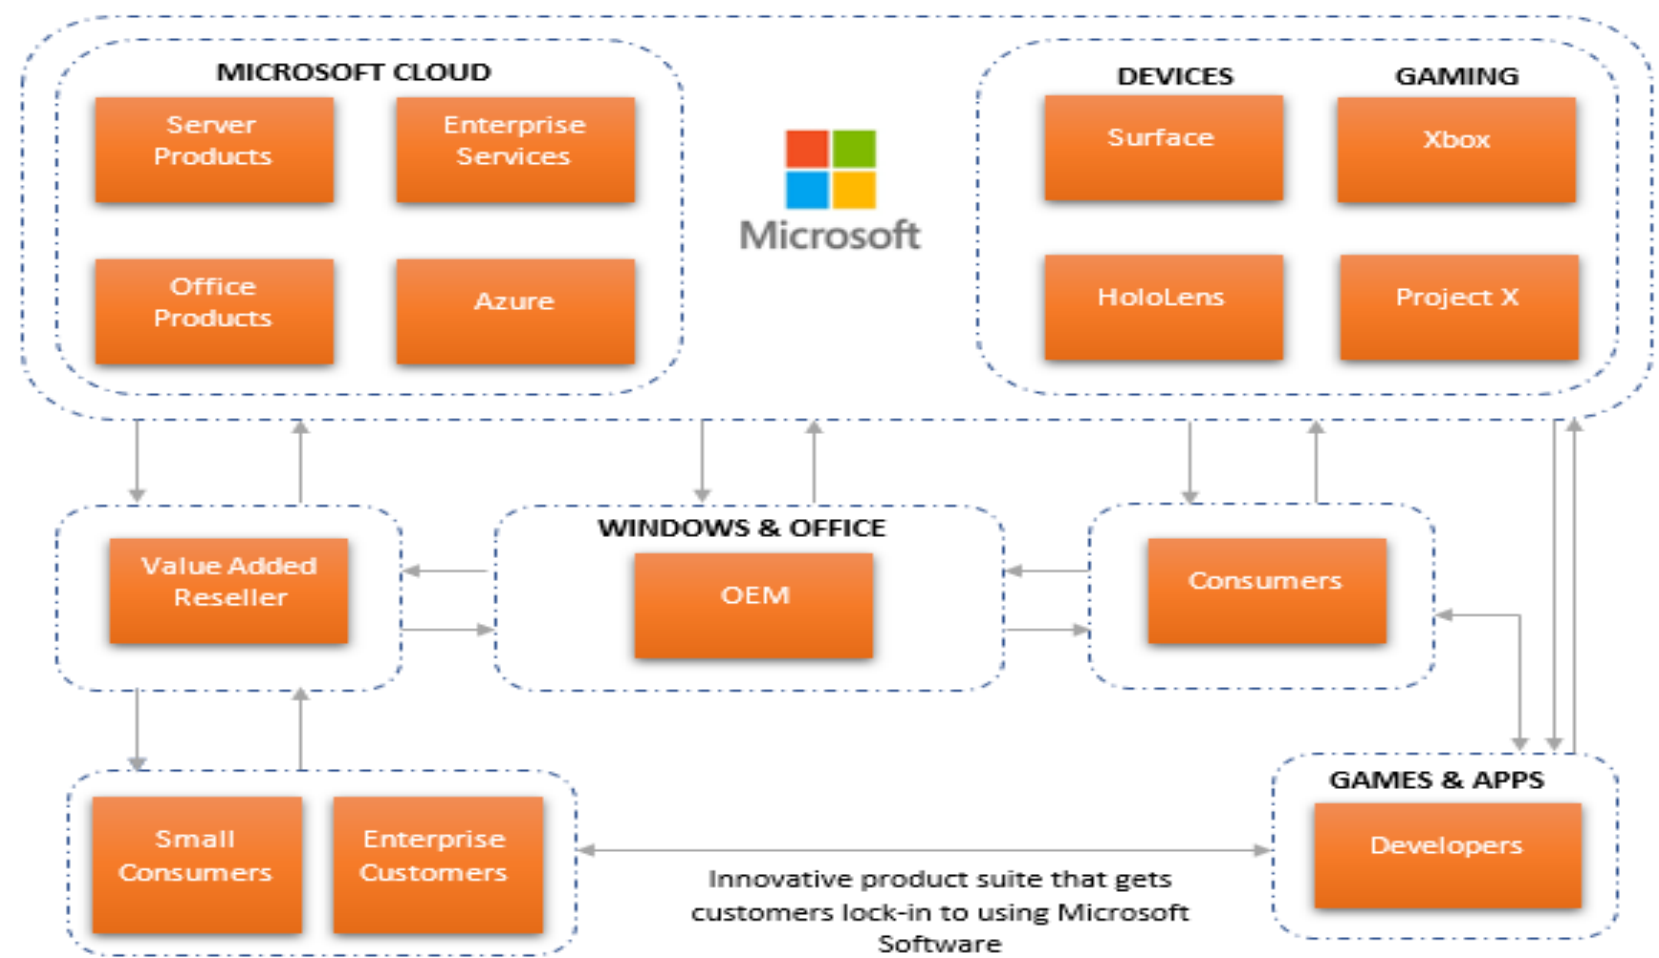 MICROSOFT CLOUD
Server
Products
Enterprise
Services
Office
Products
Azure
Microsoft
DEVICES
GAMING
Surface
Xbox
HoloLens
Project X
Value Added
Reseller
WINDOWS & OFFICE
OEM
Consumers
Small
Consumers
Enterprise
Customers
Innovative product suite that gets
customers lock-in to using Microsoft
Software
GAMES & APPS
Developers